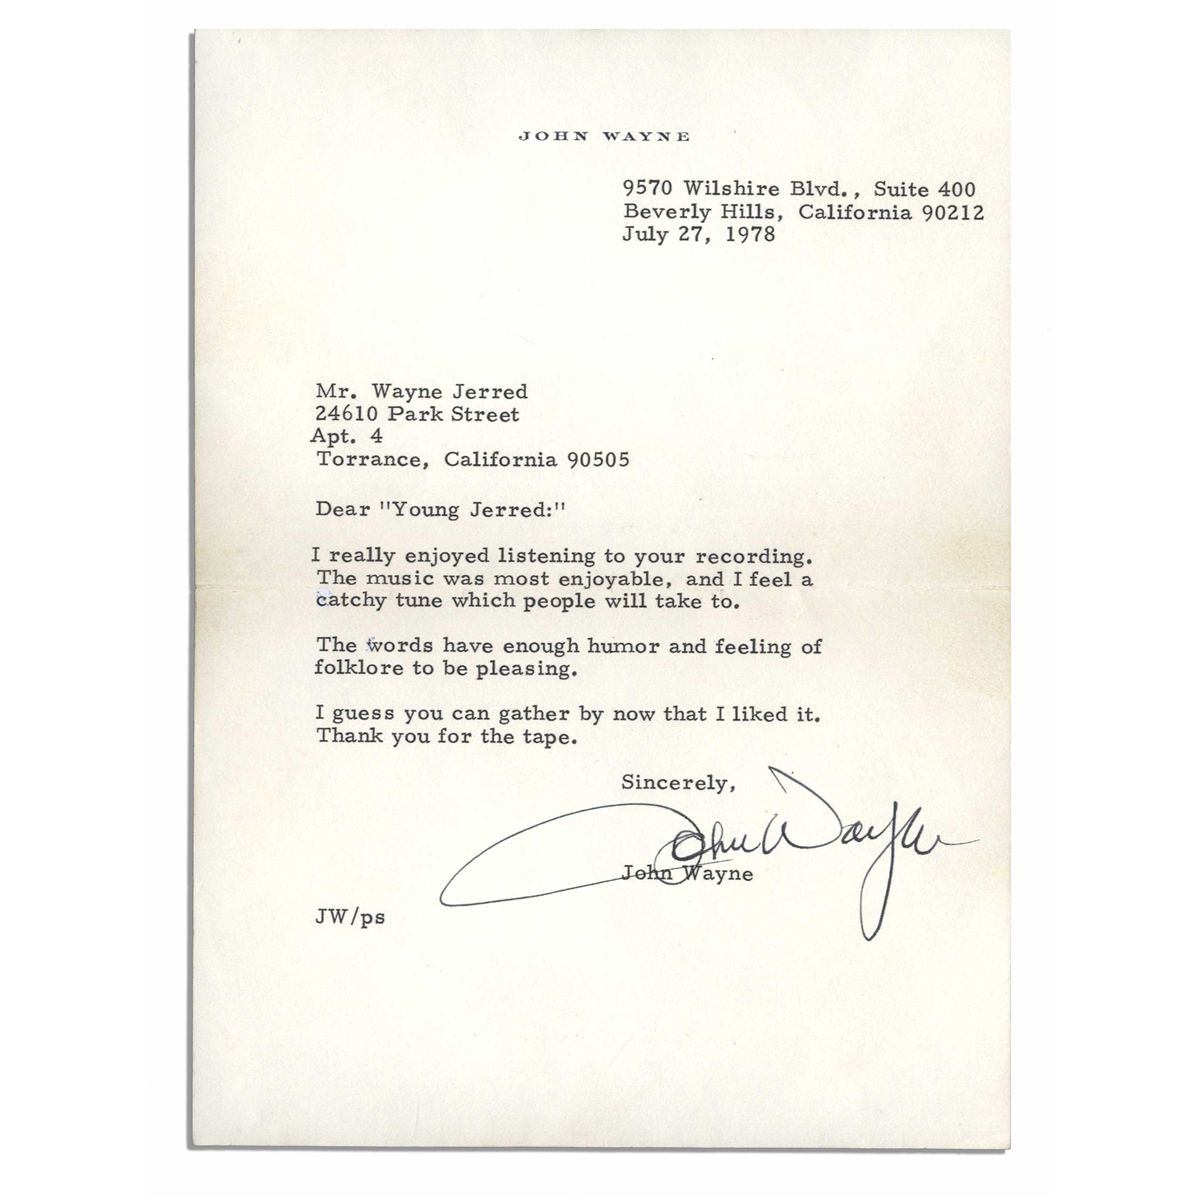 JOHN WAYNE
9570 Wilshire Blvd., Suite 400
Beverly Hills, California 90212
July 27, 1978
Mr. Wayne Jerred
24610 Park Street
Apt. 4
Torrance, California 90505
Dear "Young Jerred:"
I really enjoyed listening to your recording.
The music was most enjoyable, and I feel a
catchy tune which people will take to.
The words have enough humor and feeling of
folklore to be pleasing.
I guess you can gather by now that I liked it.
Thank you for the tape.
Sincerely,
John Wayne
John Wayne
JW/ps